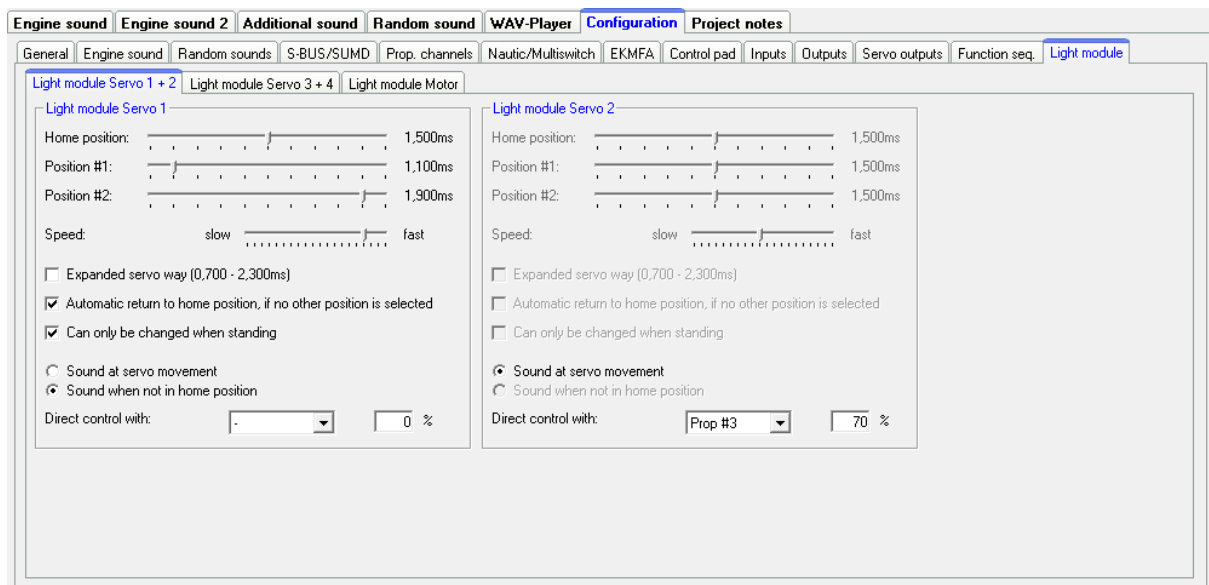 Engine sound Engine sound 2 Additional sound Random sound WAV-Player Configuration Project notes
General Engine sound Random sounds S-BUS/SUMD Prop. channels Nautic/Multiswitch EKMFA Control pad Inputs Outputs Servo outputs Function seq. Light module
Light module Servo 1 + 2 Light module Servo 3 + 4 Light module Motor
Light module Servo 1
Home position: 1,500ms
Position #1: 1,100ms
Position #2: 1,900ms
Speed: slow fast
Expanded servo way (0,700 - 2,300ms)
Automatic return to home position, if no other position is selected
Can only be changed when standing
Sound at servo movement
Sound when not in home position
Direct control with: - 0 %
Light module Servo 2
Home position: 1,500ms
Position #1: 1,500ms
Position #2: 1,500ms
Speed: slow fast
Expanded servo way (0,700 - 2,300ms)
Automatic return to home position, if no other position is selected
Can only be changed when standing
Sound at servo movement
Sound when not in home position
Direct control with: Prop #3 70 %